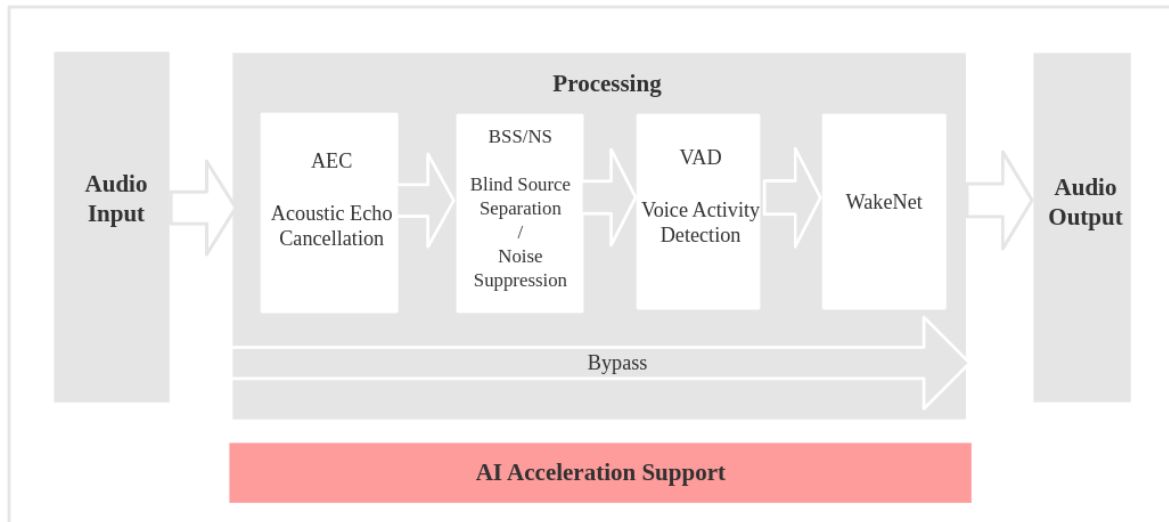 Processing
Audio
Input
AEC
Acoustic Echo
Cancellation
BSS/NS
Blind Source
Separation
/
Noise
Suppression
VAD
Voice Activity
Detection
WakeNet
Audio
Output
Bypass
AI Acceleration Support